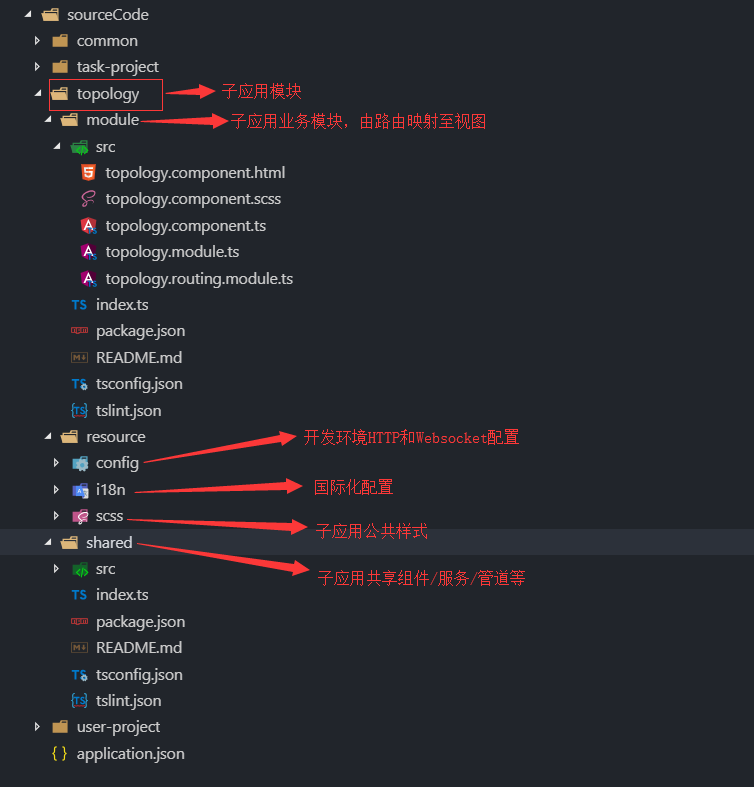 sourceCode
common
task-project
topology 子应用模块
module 子应用业务模块，由路由映射至视图
src
topology.component.html
topology.component.scss
topology.component.ts
topology.module.ts
topology.routing.module.ts
TS index.ts
package.json
README.md
TS tsconfig.json
tslint.json
resource
config 开发环境HTTP和Websocket配置
i18n 国际化配置
scss 子应用公共样式
shared
src 子应用共享组件/服务/管道等
TS index.ts
package.json
README.md
TS tsconfig.json
tslint.json
user-project
{ } application.json